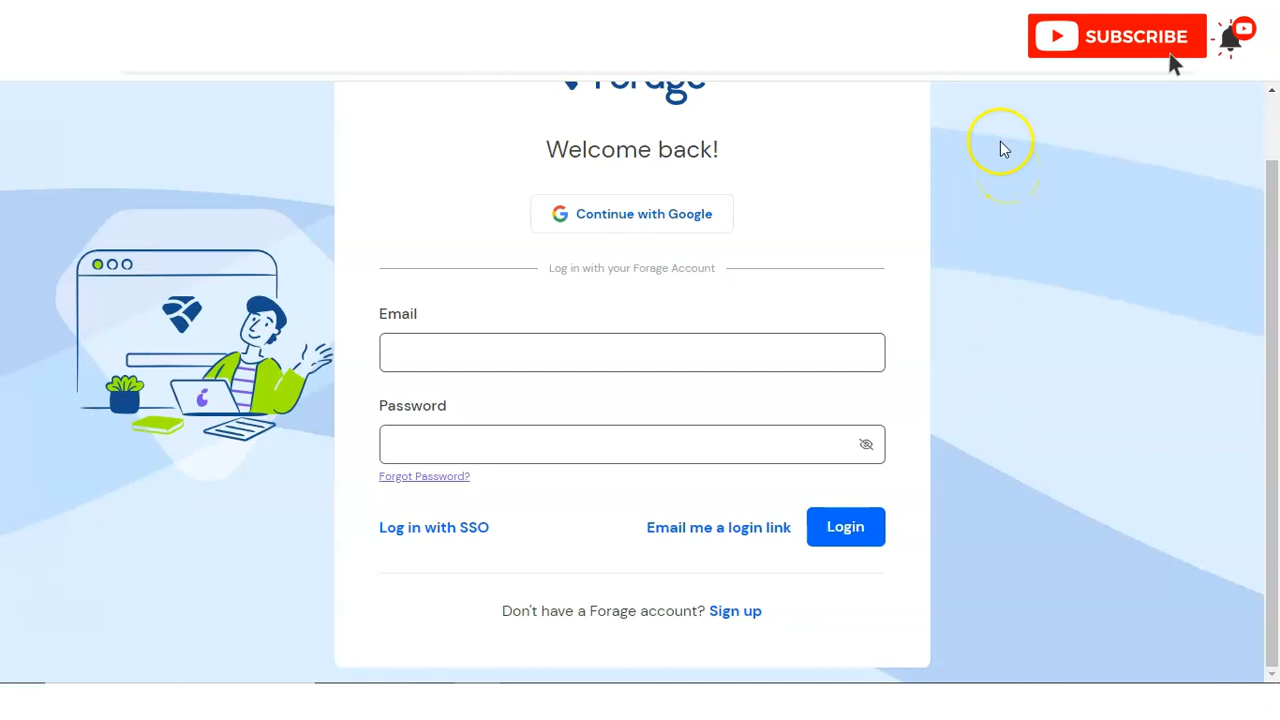 SUBSCRIBE
Forage
Welcome back!
Continue with Google
Log in with your Forage Account
Email
Password
Forgot Password?
Log in with SSO
Email me a login link
Login
Don't have a Forage account? Sign up